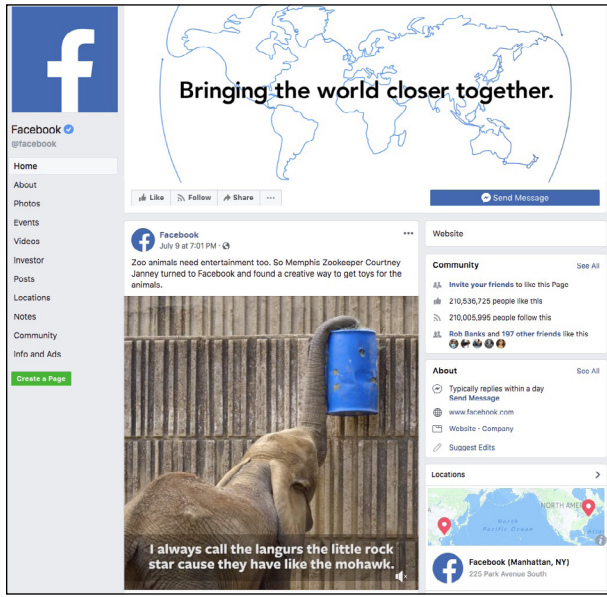 f
Facebook
@facebook
Home
About
Photos
Events
Videos
Investor
Posts
Locations
Notes
Community
Info and Ads
Create a Page
Bringing the world closer together.
Like
Follow
Share
Send Message
Facebook
July 9 at 7:01 PM ·
Zoo animals need entertainment too. So Memphis Zookeeper Courtney
Janney turned to Facebook and found a creative way to get toys for the
animals.
I always call the langurs the little rock
star cause they have like the mohawk.
Website
Community
See All
Invite your friends to like this Page
210,536,725 people like this
210,005,995 people follow this
Rob Banks and 197 other friends like this
About
See All
Typically replies within a day
Send Message
www.facebook.com
Website · Company
Suggest Edits
Locations
NORTH AMER
North
Pacific Ocean
Facebook (Manhattan, NY)
225 Park Avenue South